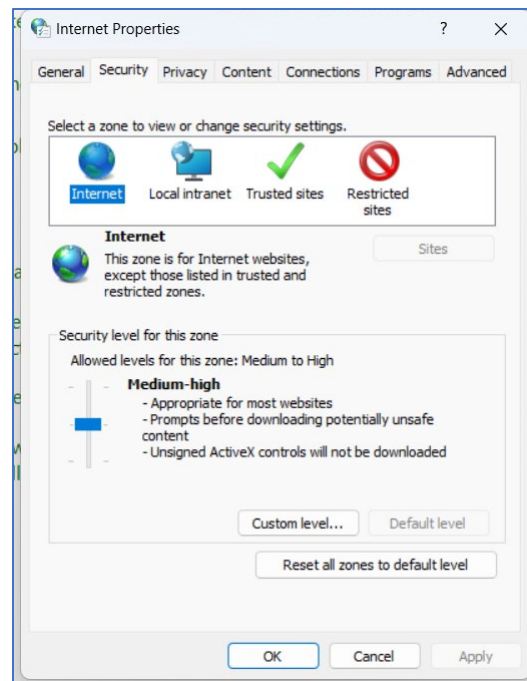 Internet Properties
General Security Privacy Content Connections Programs Advanced
Select a zone to view or change security settings.
Internet Local intranet Trusted sites Restricted
sites
Internet
Sites
This zone is for Internet websites,
except those listed in trusted and
restricted zones.
Security level for this zone
Allowed levels for this zone: Medium to High
Medium-high
- Appropriate for most websites
- Prompts before downloading potentially unsafe
content
- Unsigned ActiveX controls will not be downloaded
Custom level... Default level
Reset all zones to default level
OK Cancel Apply